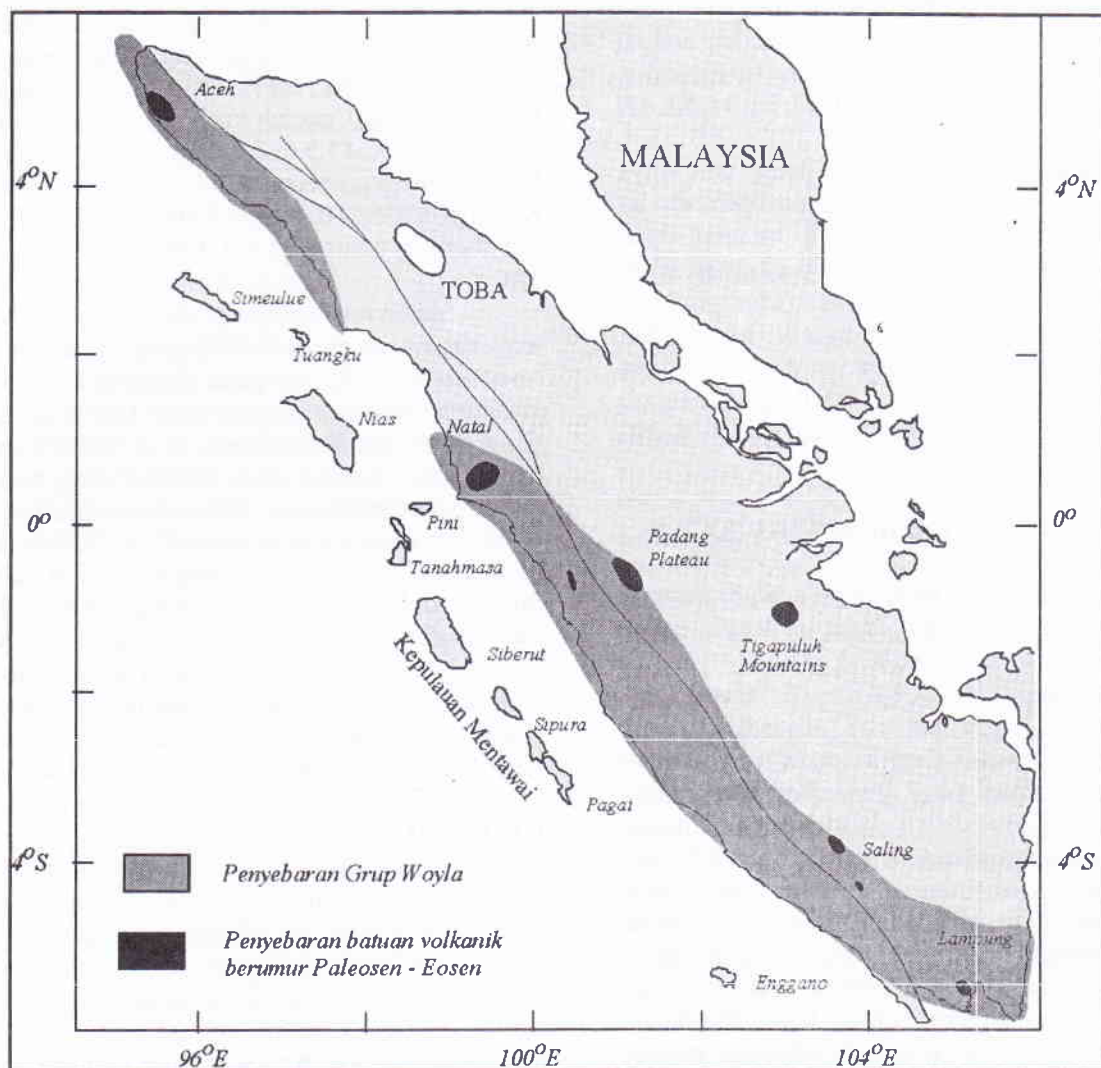 Aceh
MALAYSIA
4°N
4°N
TOBA
Simeulue
Tuangku
Nias
Natal
Pini
0°
0°
Tanahmasa
Padang
Plateau
Siberut
Tigapuluh
Mountains
Kepulauan Mentawai
Sipura
Pagai
Saling
4°S
4°S
Penyebaran Grup Woyla
Lampung
Penyebaran batuan volkanik
berumur Paleosen - Eosen
Enggano
96°E
100°E
104°E